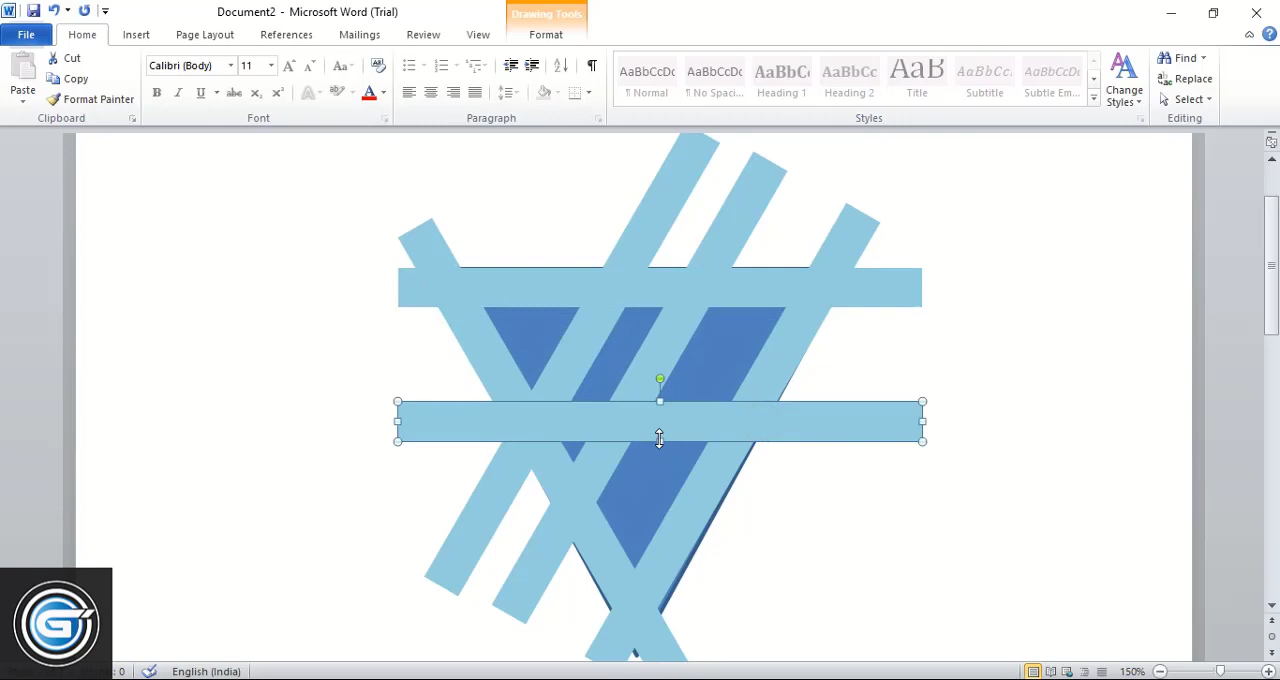 Document2 - Microsoft Word (Trial)
Drawing Tools
File Home Insert Page Layout References Mailings Review View Format
Paste
Cut
Copy
Format Painter
Clipboard
Calibri (Body) 11
Font
Paragraph
AaBbCcDc AaBbCcDc AaBbCc AaBbCc AaB AaBbCc. AaBbCcDc
¶ Normal ¶ No Spaci... Heading 1 Heading 2 Title Subtitle Subtle Em...
Change
Styles
Styles
Find
Replace
Select
Editing
English (India)
150%